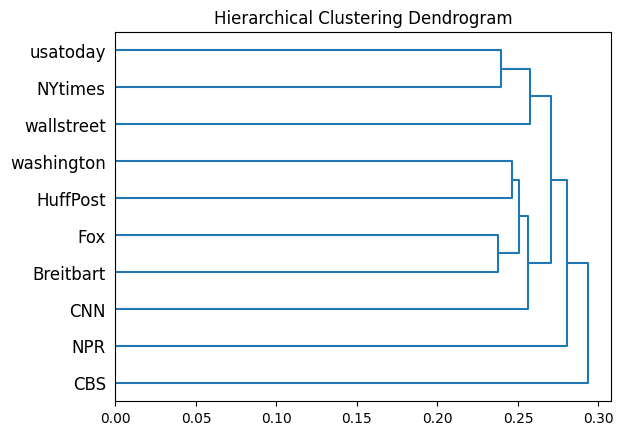 Hierarchical Clustering Dendrogram
usatoday
NYtimes
wallstreet
washington
HuffPost
Fox
Breitbart
CNN
NPR
CBS
0.00 0.05 0.10 0.15 0.20 0.25 0.30